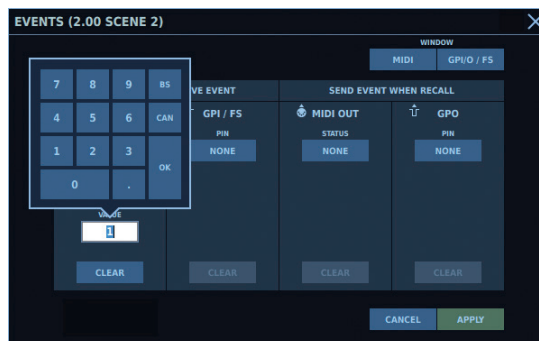 EVENTS (2.00 SCENE 2)
WINDOW
MIDI GPI/O / FS
VE EVENT SEND EVENT WHEN RECALL
7 8 9 BS
4 5 6 CAN
1 2 3 OK
0 .
GPI / FS MIDI OUT GPO
PIN STATUS PIN
NONE NONE NONE
VALUE
1
CLEAR CLEAR CLEAR CLEAR
CANCEL APPLY